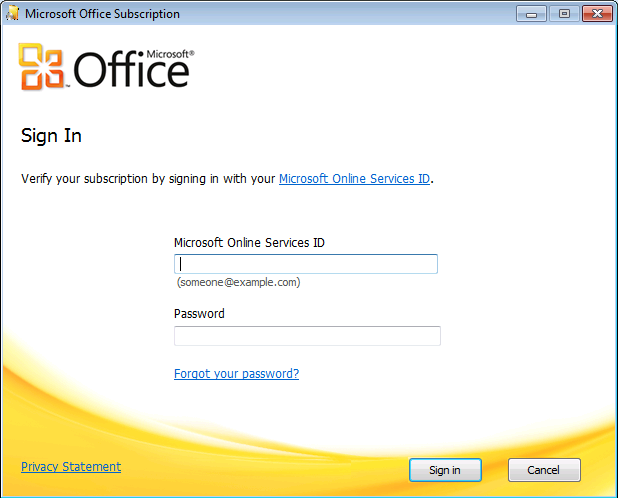 Microsoft Office Subscription
Microsoft®
Office™
Sign In
Verify your subscription by signing in with your Microsoft Online Services ID.
Microsoft Online Services ID
(someone@example.com)
Password
Forgot your password?
Privacy Statement
Sign in
Cancel